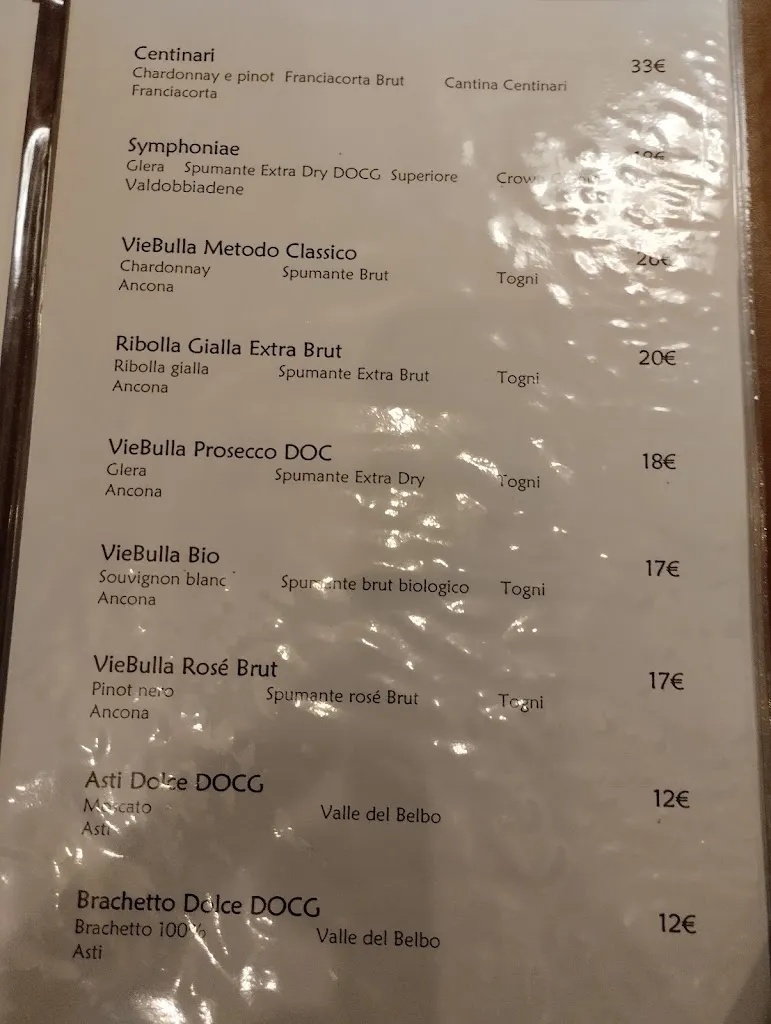 Centinari
Chardonnay e pinot Franciacorta Brut Cantina Centinari 33€
Franciacorta
Symphoniae
Glera Spumante Extra Dry DOCG Superiore
Valdobbiadene
VieBulla Metodo Classico
Chardonnay Spumante Brut Togni 20€
Ancona
Ribolla Gialla Extra Brut 20€
Ribolla gialla Spumante Extra Brut Togni
Ancona
VieBulla Prosecco DOC 18€
Glera Spumante Extra Dry Togni
Ancona
VieBulla Bio 17€
Souvignon blanc Spumante brut biologico Togni
Ancona
VieBulla Rosé Brut 17€
Pinot nero Spumante rosé Brut Togni
Ancona
Asti Dolce DOCG 12€
Moscato Valle del Belbo
Asti
Brachetto Dolce DOCG 12€
Brachetto 100% Valle del Belbo
Asti